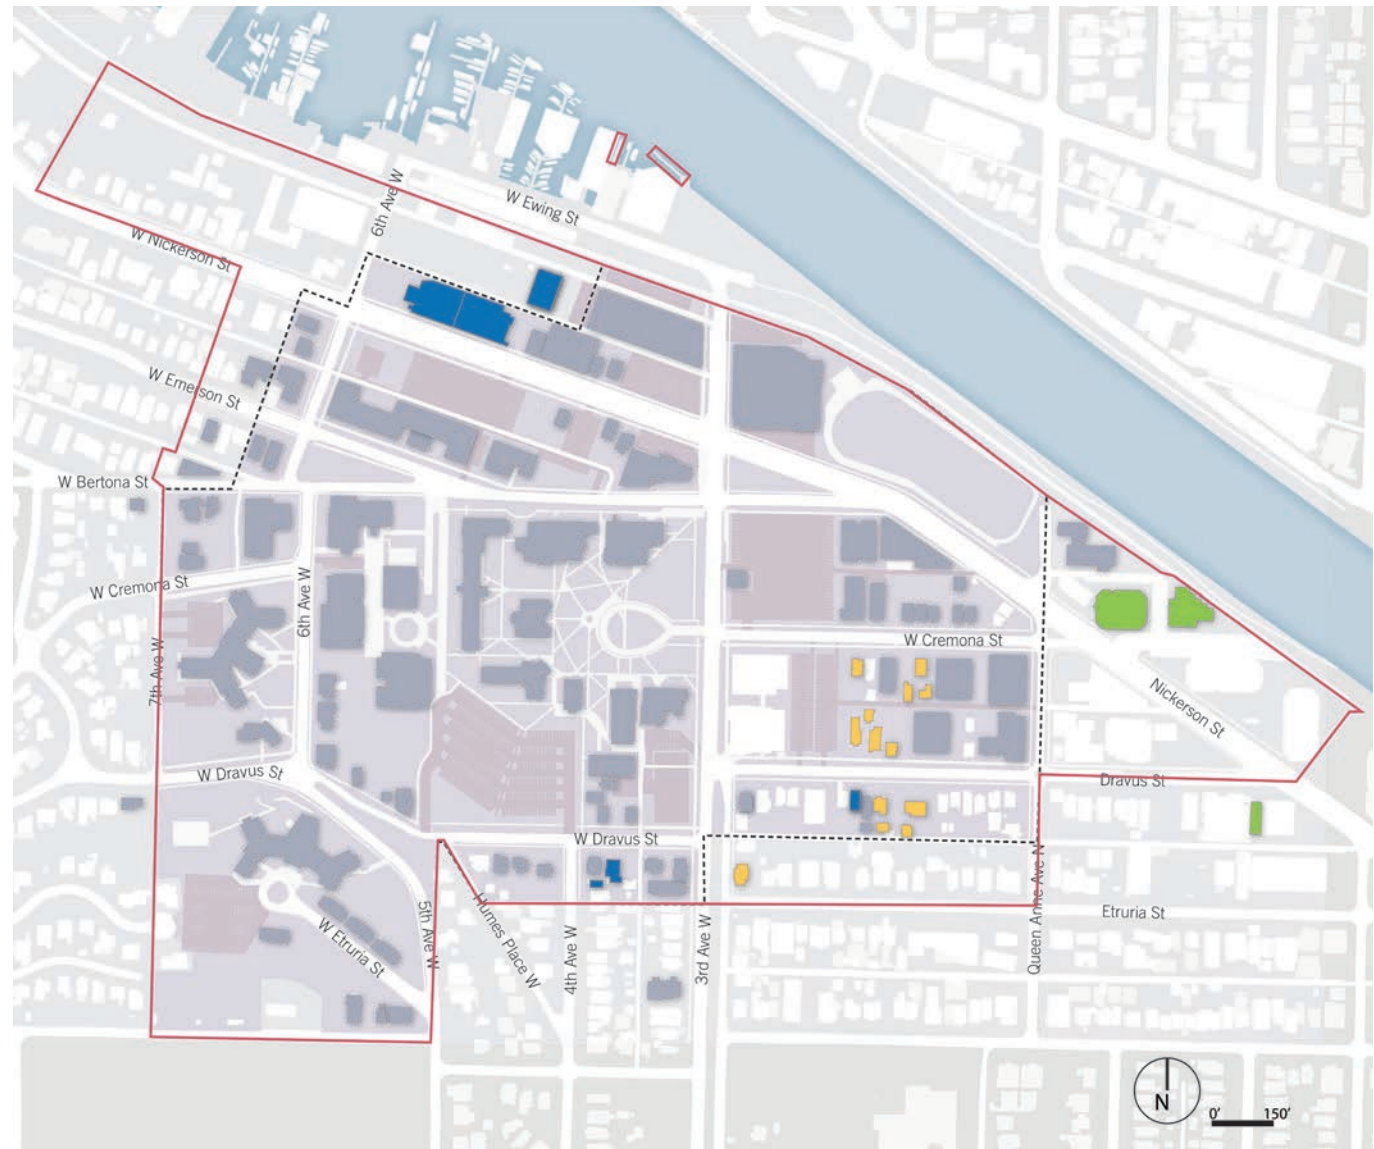 6th Ave W
W Ewing St
W Nickerson St
W Emerson St
W Bertona St
W Cremona St
6th Ave W
W Cremona St
7th Ave W
Nickerson St
W Dravus St
Dravus St
W Dravus St
5th Ave W
Humes Place W
W Etruria St
4th Ave W
3rd Ave W
Queen Anne Ave N
Etruria St
N
0' 150'